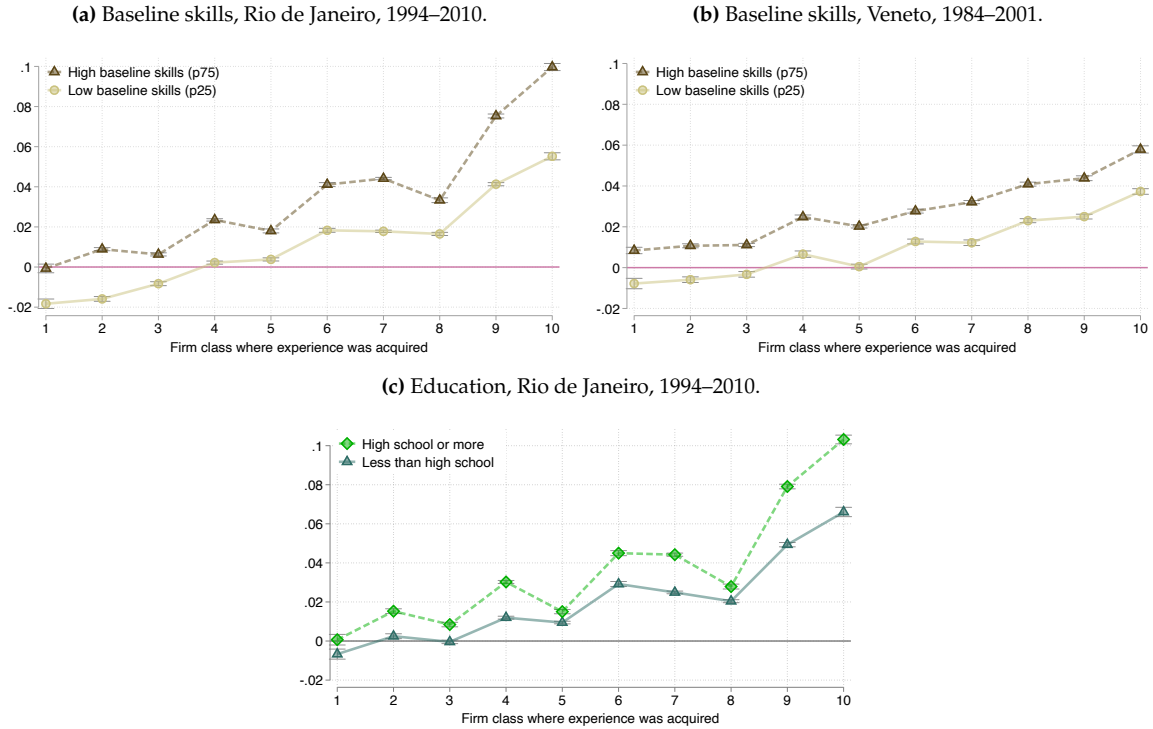 (a) Baseline skills, Rio de Janeiro, 1994–2010.
High baseline skills (p75)
Low baseline skills (p25)
.1
.08
.06
.04
.02
0
-.02
1 2 3 4 5 6 7 8 9 10
Firm class where experience was acquired
(b) Baseline skills, Veneto, 1984–2001.
High baseline skills (p75)
Low baseline skills (p25)
.1
.08
.06
.04
.02
0
-.02
1 2 3 4 5 6 7 8 9 10
Firm class where experience was acquired
(c) Education, Rio de Janeiro, 1994–2010.
High school or more
Less than high school
.1
.08
.06
.04
.02
0
-.02
1 2 3 4 5 6 7 8 9 10
Firm class where experience was acquired